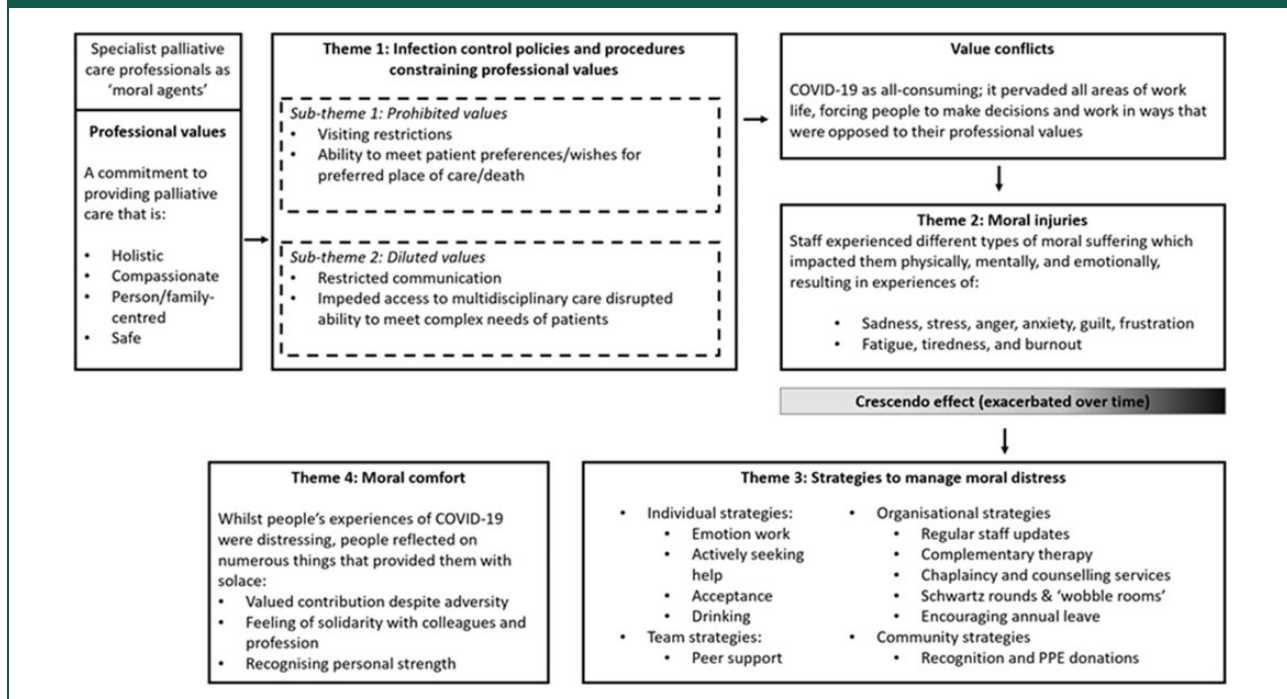 Specialist palliative
care professionals as
'moral agents'
Professional values
A commitment to
providing palliative
care that is:
• Holistic
• Compassionate
• Person/family-
centred
• Safe
Theme 1: Infection control policies and procedures
constraining professional values
Sub-theme 1: Prohibited values
• Visiting restrictions
• Ability to meet patient preferences/wishes for
preferred place of care/death
Sub-theme 2: Diluted values
• Restricted communication
• Impeded access to multidisciplinary care disrupted
ability to meet complex needs of patients
Value conflicts
COVID-19 as all-consuming; it pervaded all areas of work
life, forcing people to make decisions and work in ways that
were opposed to their professional values
Theme 2: Moral injuries
Staff experienced different types of moral suffering which
impacted them physically, mentally, and emotionally,
resulting in experiences of:
• Sadness, stress, anger, anxiety, guilt, frustration
• Fatigue, tiredness, and burnout
Crescendo effect (exacerbated over time)
Theme 3: Strategies to manage moral distress
• Individual strategies:
• Emotion work
• Actively seeking
help
• Acceptance
• Drinking
• Team strategies:
• Peer support
• Organisational strategies
• Regular staff updates
• Complementary therapy
• Chaplaincy and counselling services
• Schwartz rounds & 'wobble rooms'
• Encouraging annual leave
• Community strategies
• Recognition and PPE donations
Theme 4: Moral comfort
Whilst people's experiences of COVID-19
were distressing, people reflected on
numerous things that provided them with
solace:
• Valued contribution despite adversity
• Feeling of solidarity with colleagues and
profession
• Recognising personal strength